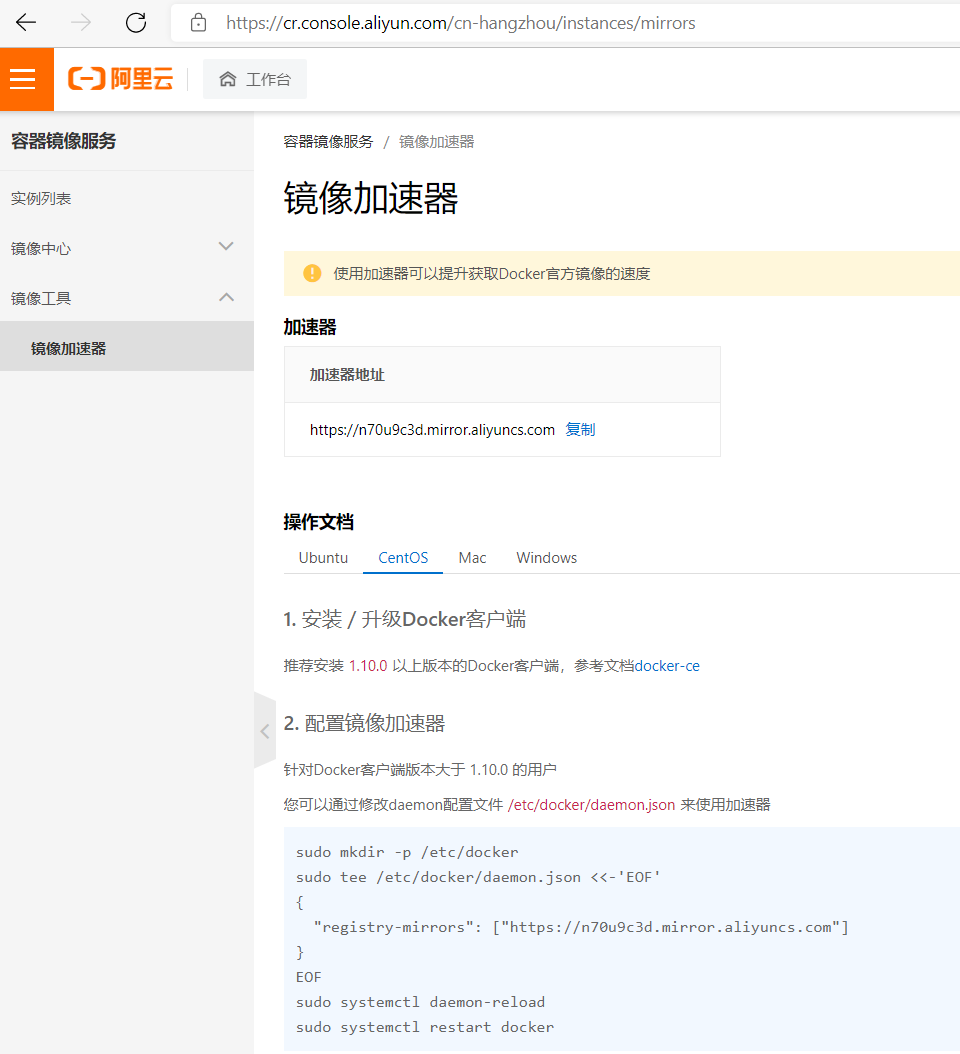 https://cr.console.aliyun.com/cn-hangzhou/instances/mirrors
阿里云
工作台
容器镜像服务
实例列表
镜像中心
镜像工具
镜像加速器
容器镜像服务 / 镜像加速器
镜像加速器
使用加速器可以提升获取Docker官方镜像的速度
加速器
加速器地址
https://n70u9c3d.mirror.aliyuncs.com 复制
操作文档
Ubuntu CentOS Mac Windows
1. 安装 / 升级Docker客户端
推荐安装 1.10.0 以上版本的Docker客户端，参考文档docker-ce
2. 配置镜像加速器
针对Docker客户端版本大于 1.10.0 的用户
您可以通过修改daemon配置文件 /etc/docker/daemon.json 来使用加速器
sudo mkdir -p /etc/docker
sudo tee /etc/docker/daemon.json <<-'EOF'
{
  "registry-mirrors": ["https://n70u9c3d.mirror.aliyuncs.com"]
}
EOF
sudo systemctl daemon-reload
sudo systemctl restart docker